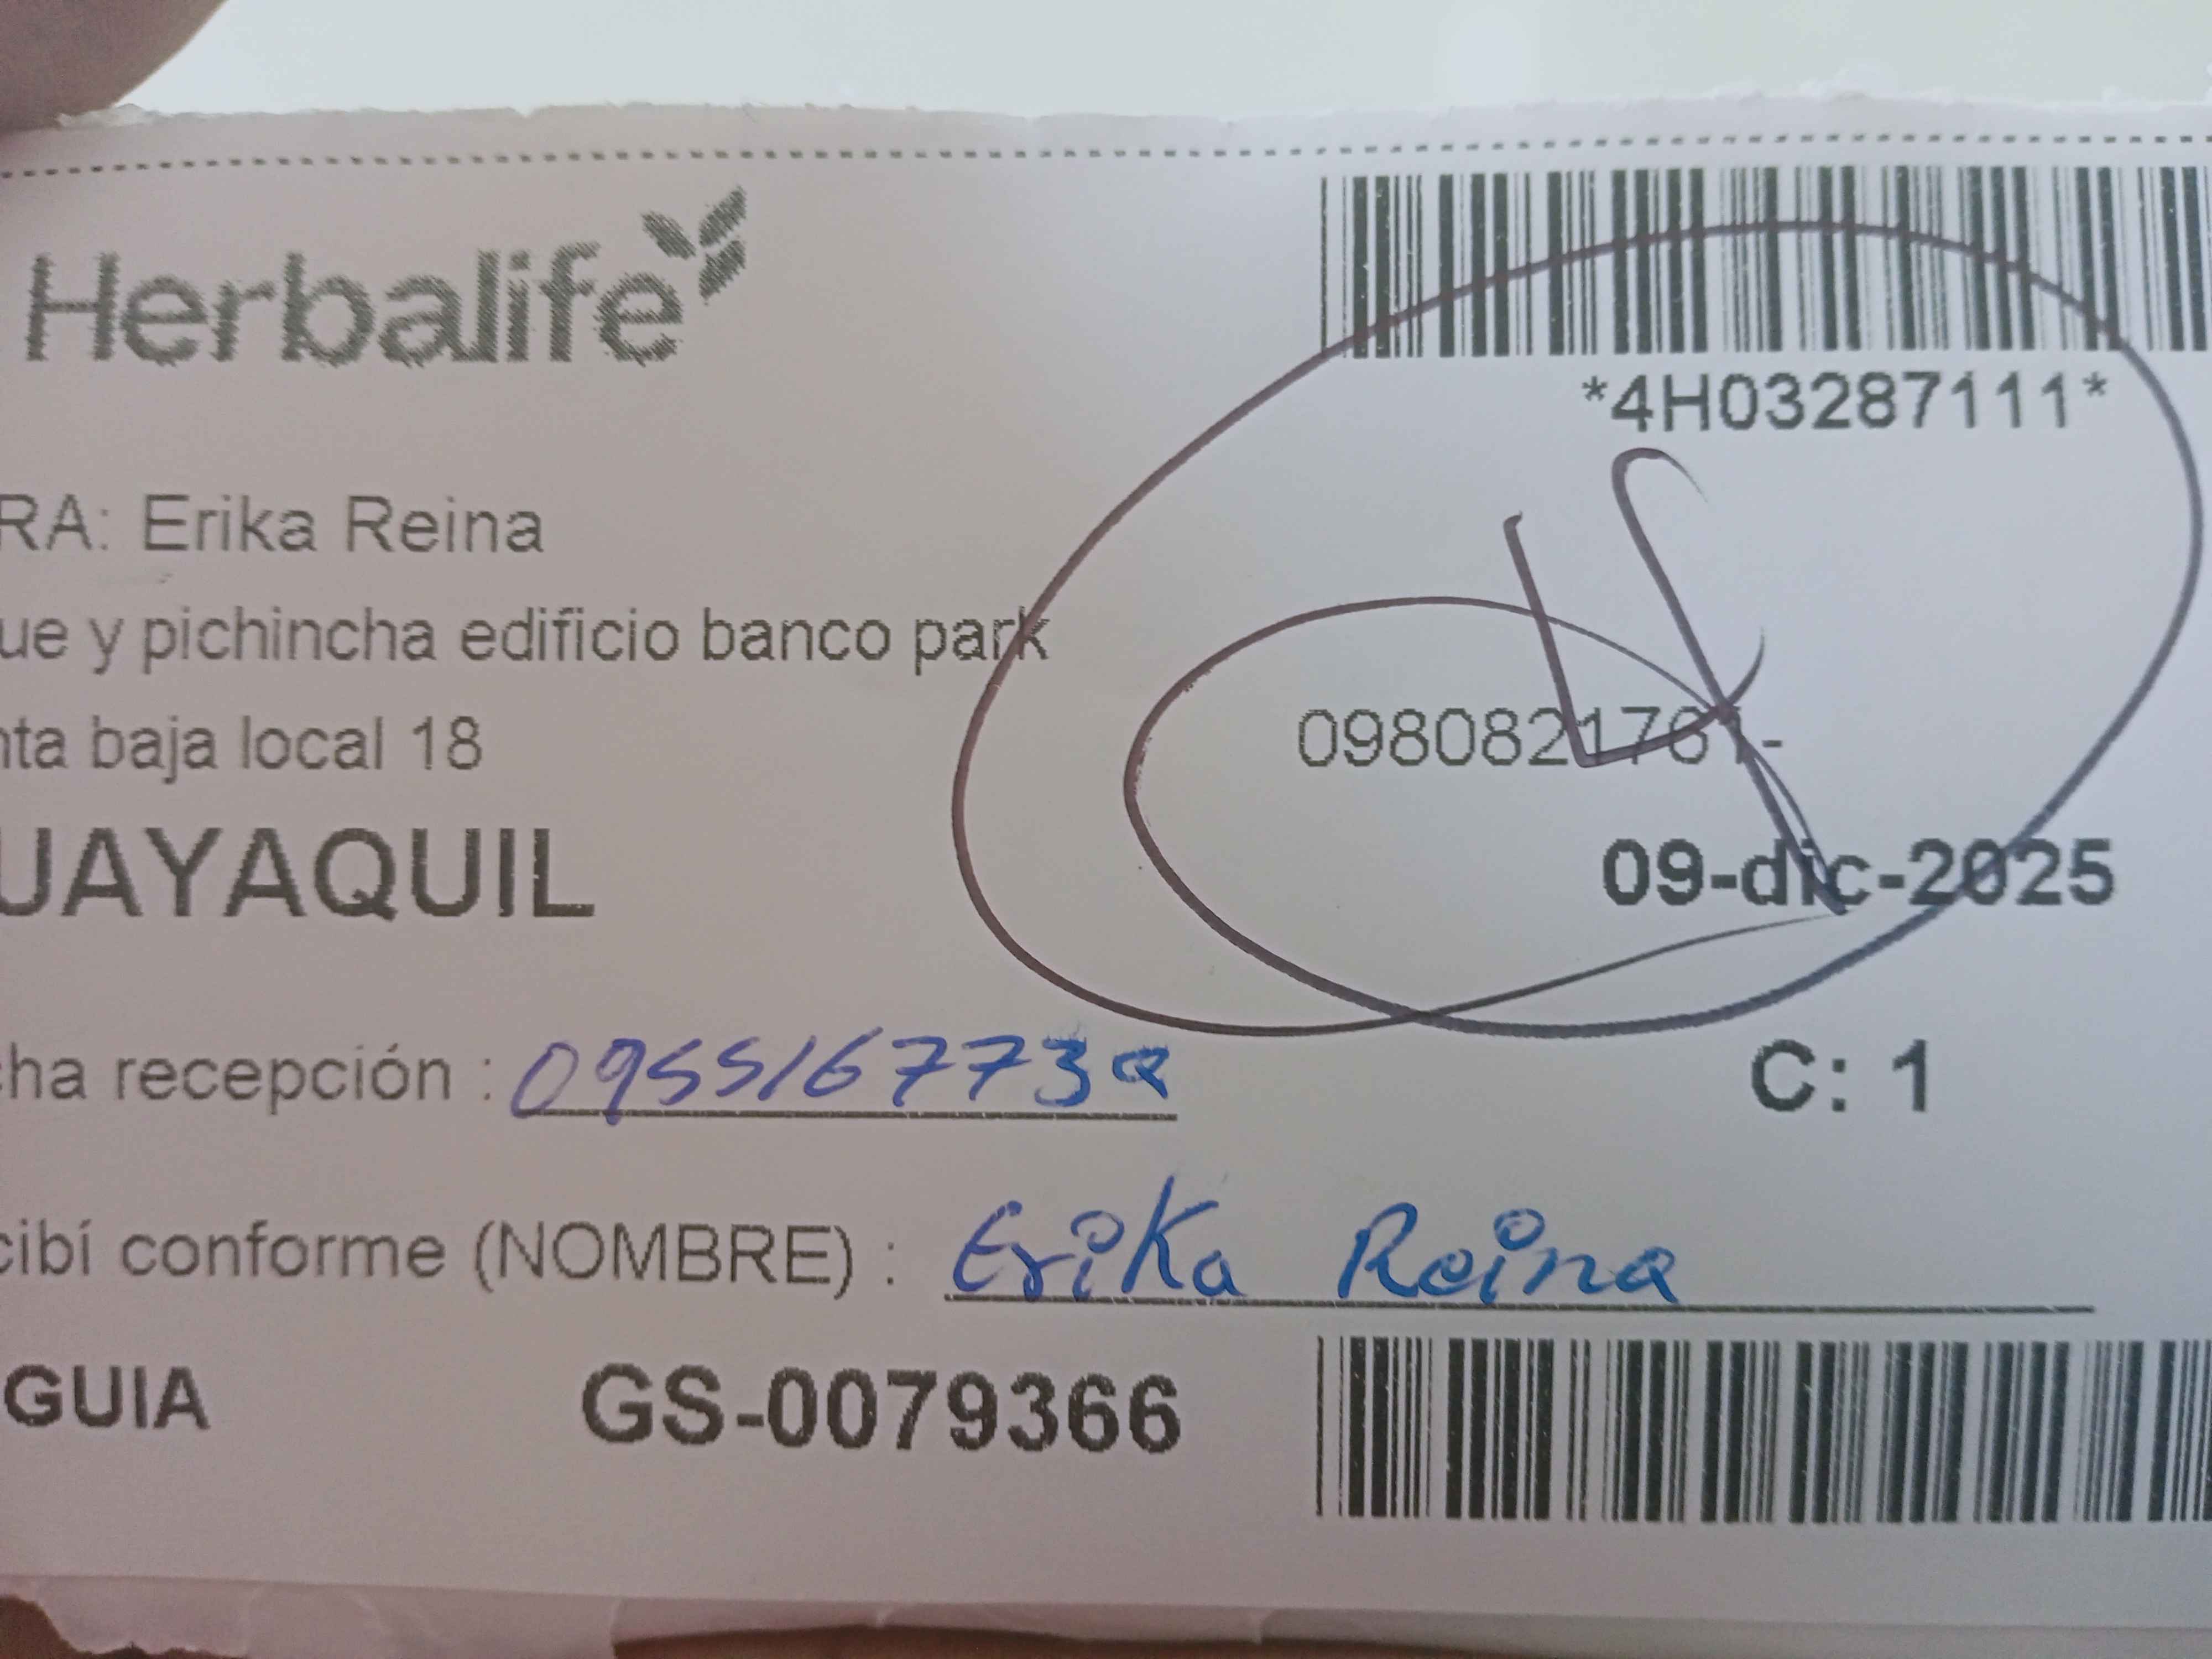 Herbalife
*4H03287111*
RA: Erika Reina
ue y pichincha edificio banco park
nta baja local 18
0980821761-
UAYAQUIL
09-dic-2025
cha recepción :
C: 1
cibí conforme (NOMBRE) : Erika Reina
GUIA GS-0079366